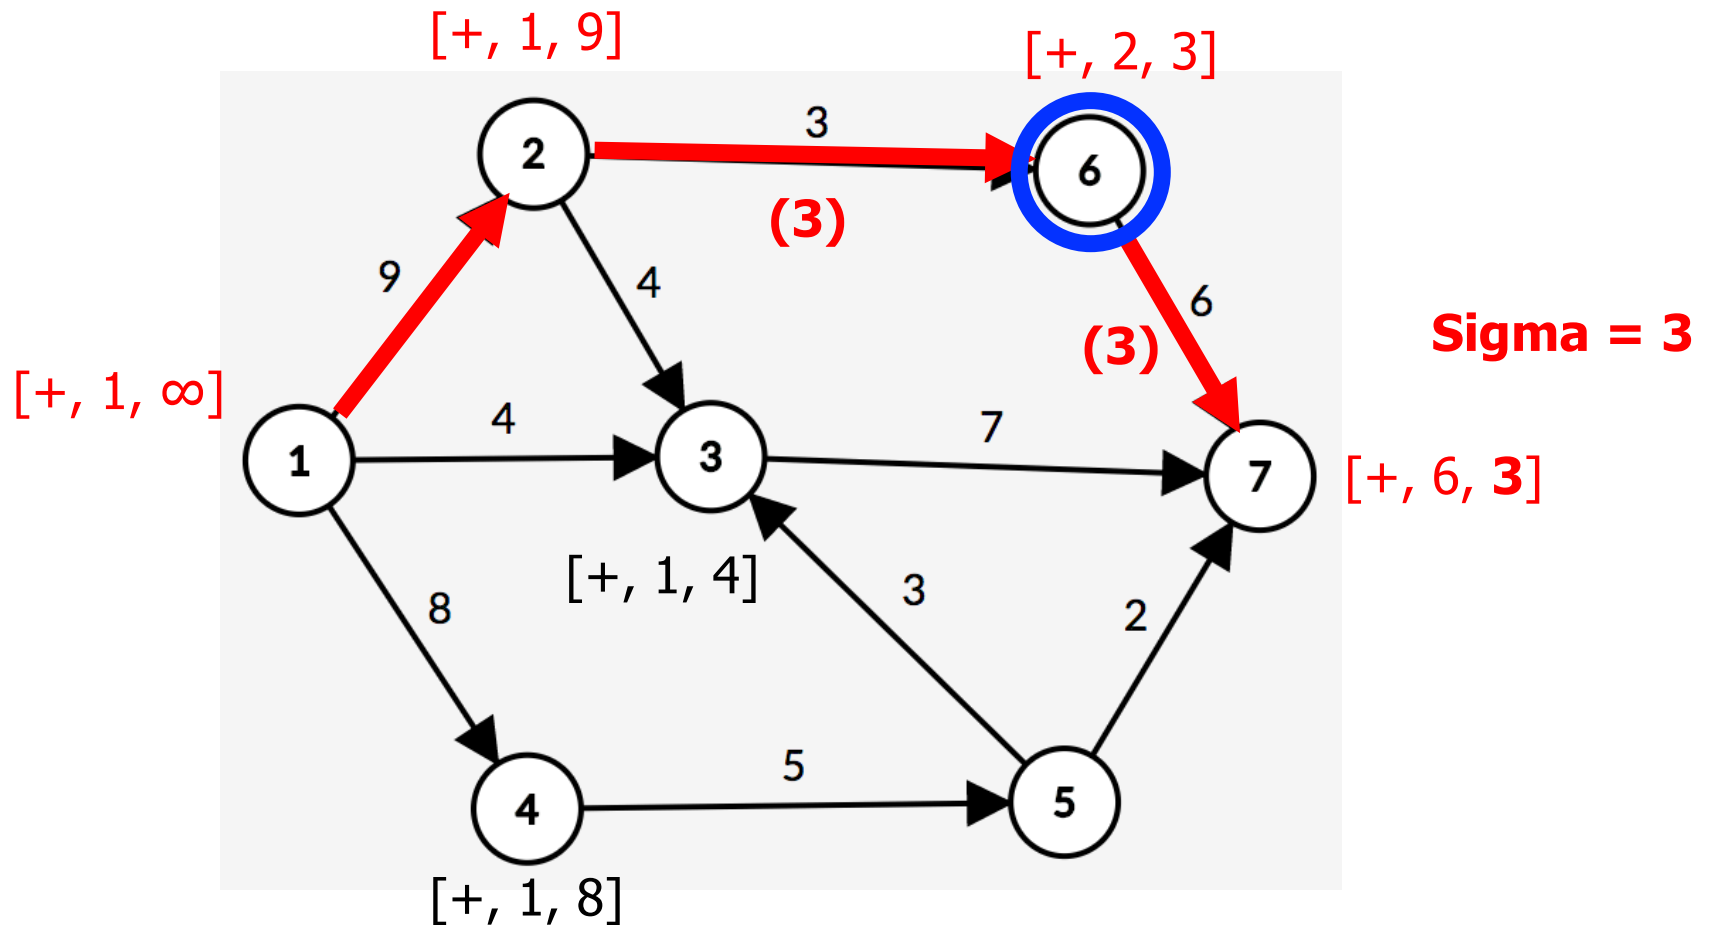 [+, 1, 9]
[+, 2, 3]
3
2
6
(3)
9
4
6
Sigma = 3
(3)
[+, 1, ∞]
4
7
1
3
7
[+, 6, 3]
[+, 1, 4]
8
3
2
5
4
5
[+, 1, 8]